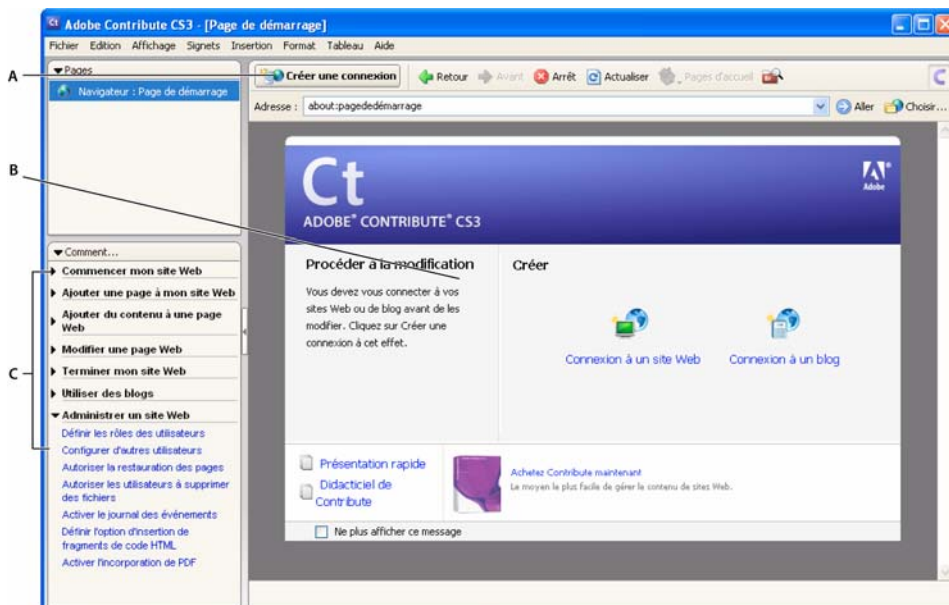 Adobe Contribute CS3 - [Page de démarrage]
Fichier Edition Affichage Signets Insertion Format Tableau Aide
A
Pages
Navigateur : Page de démarrage
Créer une connexion Retour Avant Arrêt Actualiser Pages d'accueil
Adresse : about:pagededémarrage Aller Choisir...
B
Ct
ADOBE® CONTRIBUTE® CS3
Adobe
Procéder à la modification
Vous devez vous connecter à vos
sites Web ou de blog avant de les
modifier. Cliquez sur Créer une
connexion à cet effet.
Créer
Connexion à un site Web
Connexion à un blog
Comment...
C
Commencer mon site Web
Ajouter une page à mon site Web
Ajouter du contenu à une page
Web
Modifier une page Web
Terminer mon site Web
Utiliser des blogs
Administrer un site Web
Définir les rôles des utilisateurs
Configurer d'autres utilisateurs
Autoriser la restauration des pages
Autoriser les utilisateurs à supprimer
des fichiers
Activer le journal des événements
Définir l'option d'insertion de
fragments de code HTML
Activer l'incorporation de PDF
Présentation rapide
Didacticiel de
Contribute
Achetez Contribute maintenant
Le moyen le plus facile de gérer le contenu de sites Web.
Ne plus afficher ce message